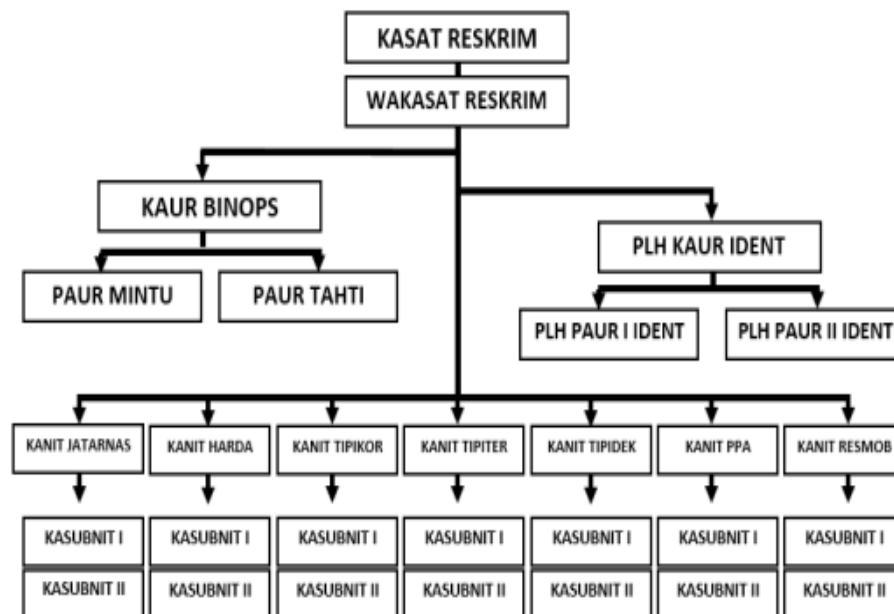 KASAT RESKRIM
WAKASAT RESKRIM
KAUR BINOPS
PAUR MINTU
PAUR TAHTI
PLH KAUR IDENT
PLH PAUR I IDENT
PLH PAUR II IDENT
KANIT JATARNAS
KANIT HARDA
KANIT TIPIKOR
KANIT TIPITER
KANIT TIPIDEK
KANIT PPA
KANIT RESMOB
KASUBNIT I
KASUBNIT I
KASUBNIT I
KASUBNIT I
KASUBNIT I
KASUBNIT I
KASUBNIT I
KASUBNIT II
KASUBNIT II
KASUBNIT II
KASUBNIT II
KASUBNIT II
KASUBNIT II
KASUBNIT II